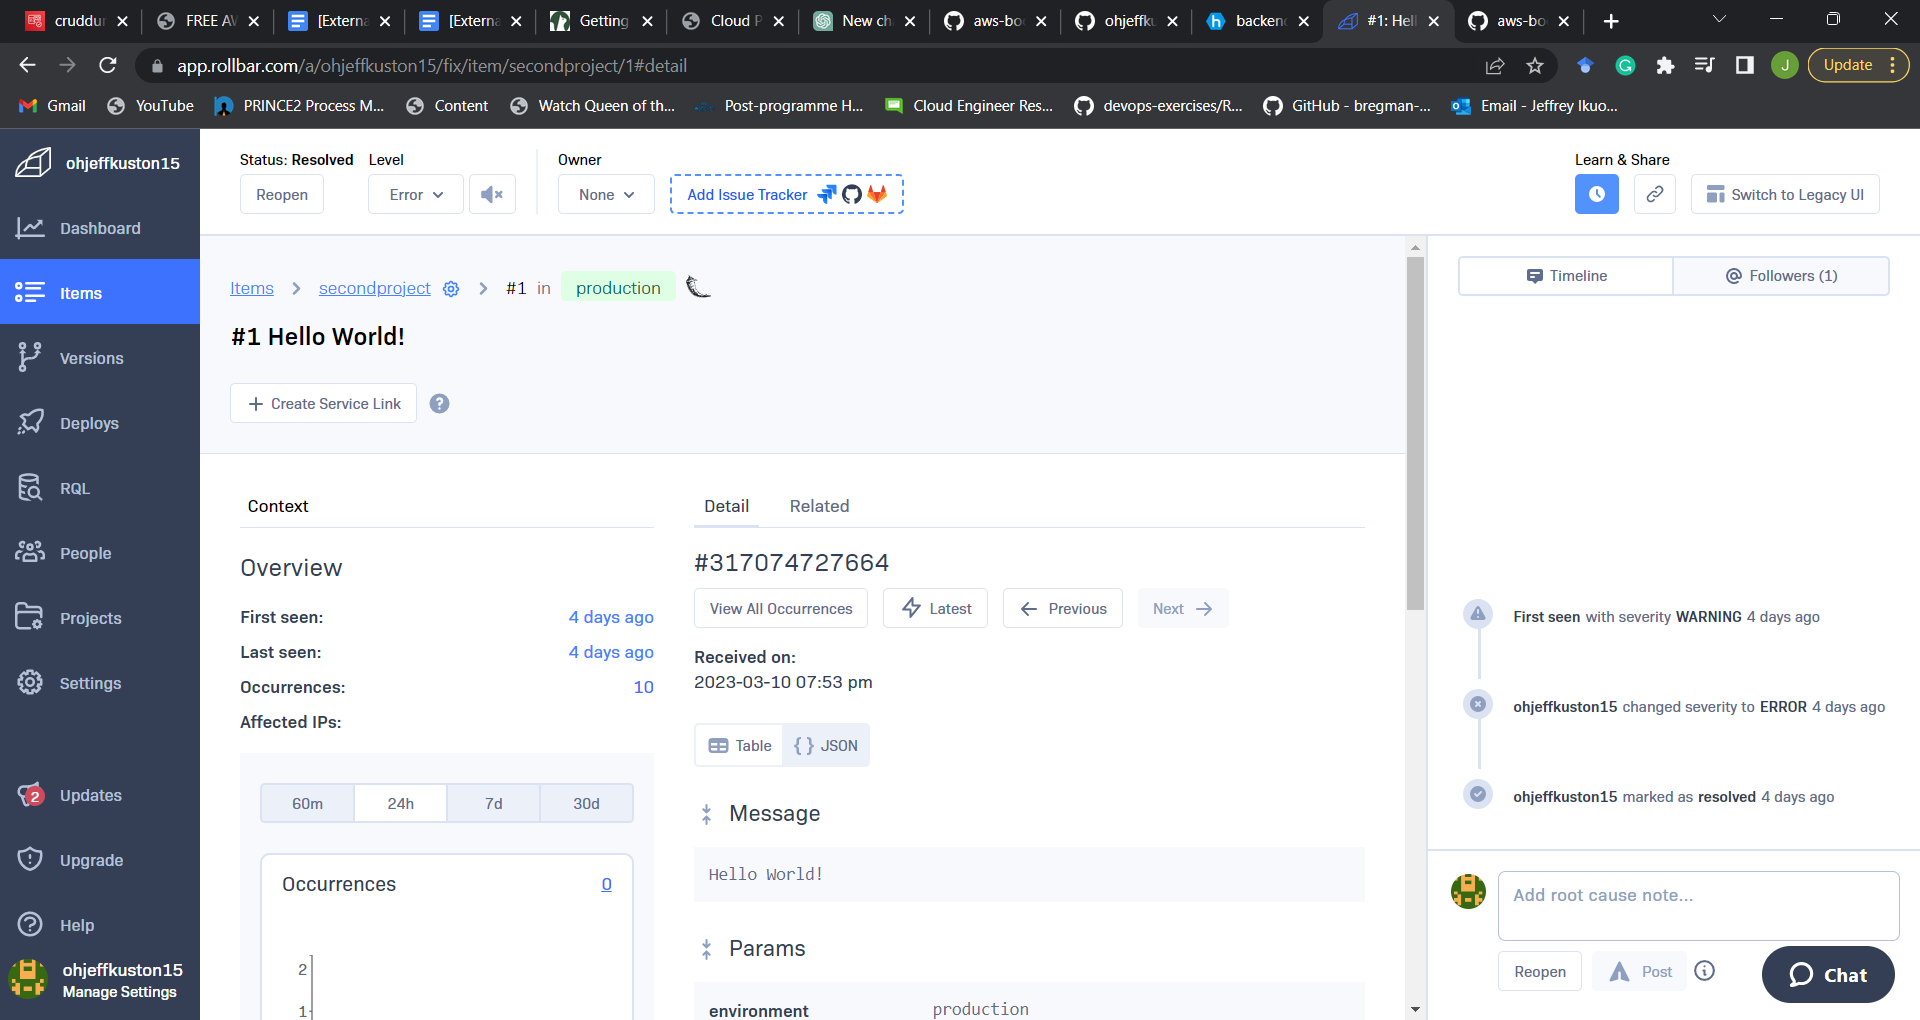 cruddur
FREE AV
[Externa
[Externa
Getting
Cloud P
New ch
aws-boo
ohjeffku
backend
#1: Hell
aws-boo
app.rollbar.com/a/ohjeffkuston15/fix/item/secondproject/1#detail
J
Update
Gmail
YouTube
PRINCE2 Process M...
Content
Watch Queen of th...
Post-programme H...
Cloud Engineer Res...
devops-exercises/R...
GitHub - bregman-...
Email - Jeffrey Ikuo...
ohjeffkuston15
Dashboard
Items
Versions
Deploys
RQL
People
Projects
Settings
2
Updates
Upgrade
Help
ohjeffkuston15
Manage Settings
Status: Resolved
Reopen
Level
Error
Owner
None
Add Issue Tracker
Learn & Share
Switch to Legacy UI
Items > secondproject > #1 in production
#1 Hello World!
+ Create Service Link
?
Context
Overview
First seen: 4 days ago
Last seen: 4 days ago
Occurrences: 10
Affected IPs:
60m 24h 7d 30d
Occurrences 0
2
1
Detail Related
#317074727664
View All Occurrences
Latest
Previous
Next
Received on:
2023-03-10 07:53 pm
Table
{ } JSON
Message
Hello World!
Params
environment production
Timeline
@ Followers (1)
First seen with severity WARNING 4 days ago
ohjeffkuston15 changed severity to ERROR 4 days ago
ohjeffkuston15 marked as resolved 4 days ago
Add root cause note...
Reopen
Post
Chat